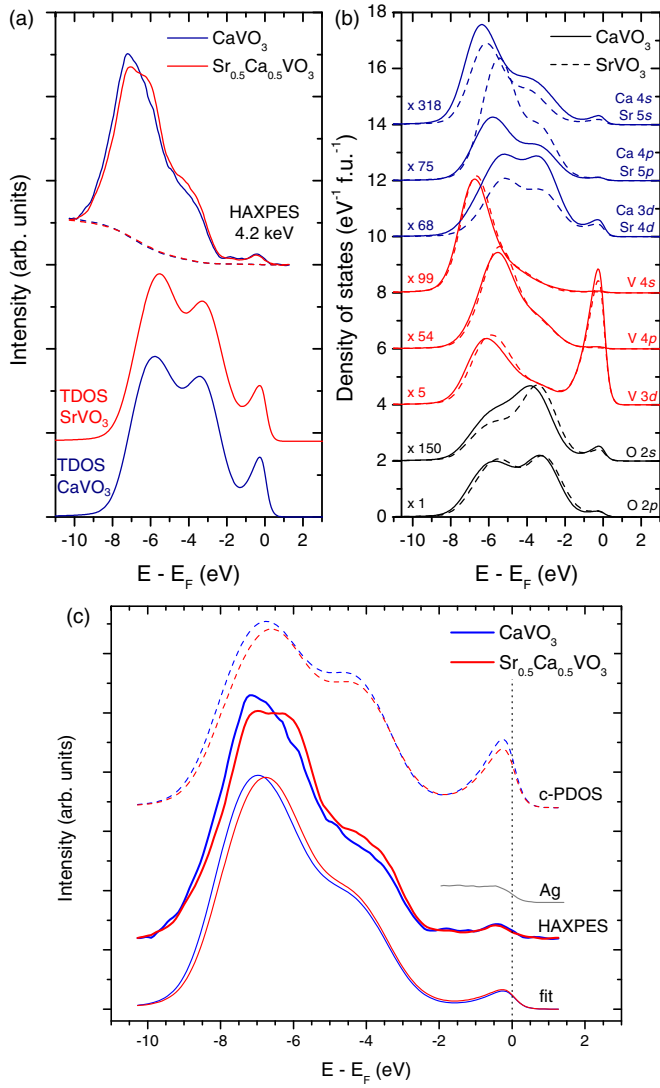 (a)
CaVO3
Sr0.5Ca0.5VO3
HAXPES
4.2 keV
TDOS
SrVO3
TDOS
CaVO3
Intensity (arb. units)
-10 -8 -6 -4 -2 0 2
E - EF (eV)
(b)
CaVO3
SrVO3
Density of states (eV-1 f.u.-1)
18
16
14
12
10
8
6
4
2
0
x 318
Ca 4s
Sr 5s
x 75
Ca 4p
Sr 5p
x 68
Ca 3d
Sr 4d
x 99
V 4s
x 54
V 4p
x 5
V 3d
x 150
O 2s
x 1
O 2p
-10 -8 -6 -4 -2 0 2
E - EF (eV)
(c)
CaVO3
Sr0.5Ca0.5VO3
c-PDOS
Ag
HAXPES
fit
Intensity (arb. units)
-10 -8 -6 -4 -2 0 2
E - EF (eV)